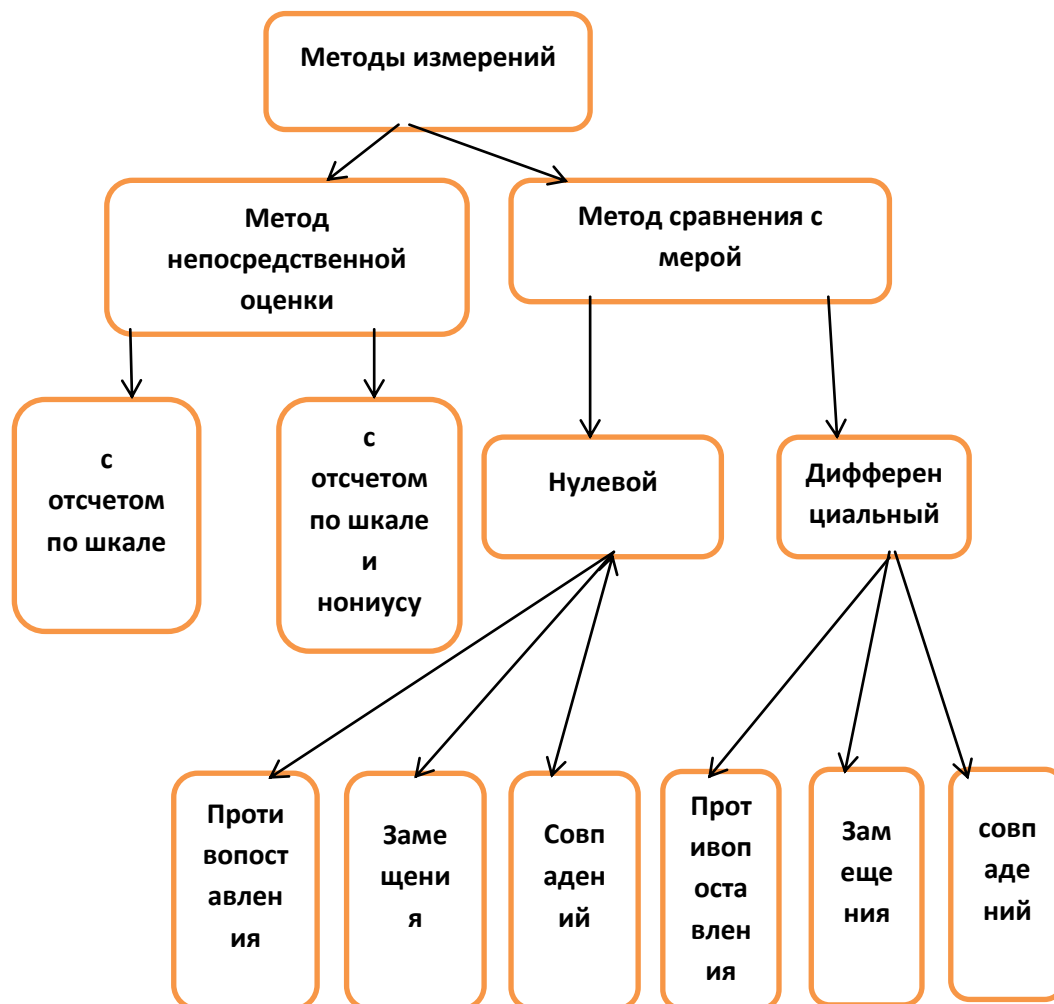 Методы измерений
Метод
непосредственной
оценки
Метод сравнения с
мерой
с
отсчетом
по шкале
с
отсчетом
по шкале
и
нониусу
Нулевой
Дифферен
циальный
Проти
вопост
авлен
ия
Заме
щени
я
Совп
аден
ий
Прот
ивоп
оста
влен
ия
Зам
еще
ния
совп
аде
ний